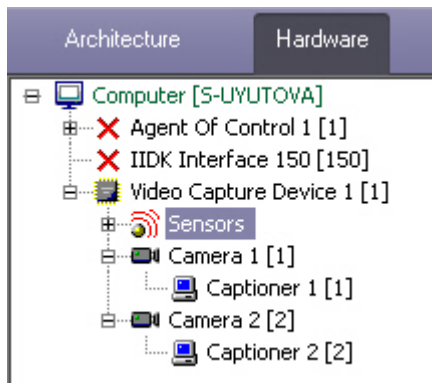 Architecture Hardware
Computer [S-UYUTOVA]
Agent Of Control 1 [1]
IIDK Interface 150 [150]
Video Capture Device 1 [1]
Sensors
Camera 1 [1]
Captioner 1 [1]
Camera 2 [2]
Captioner 2 [2]